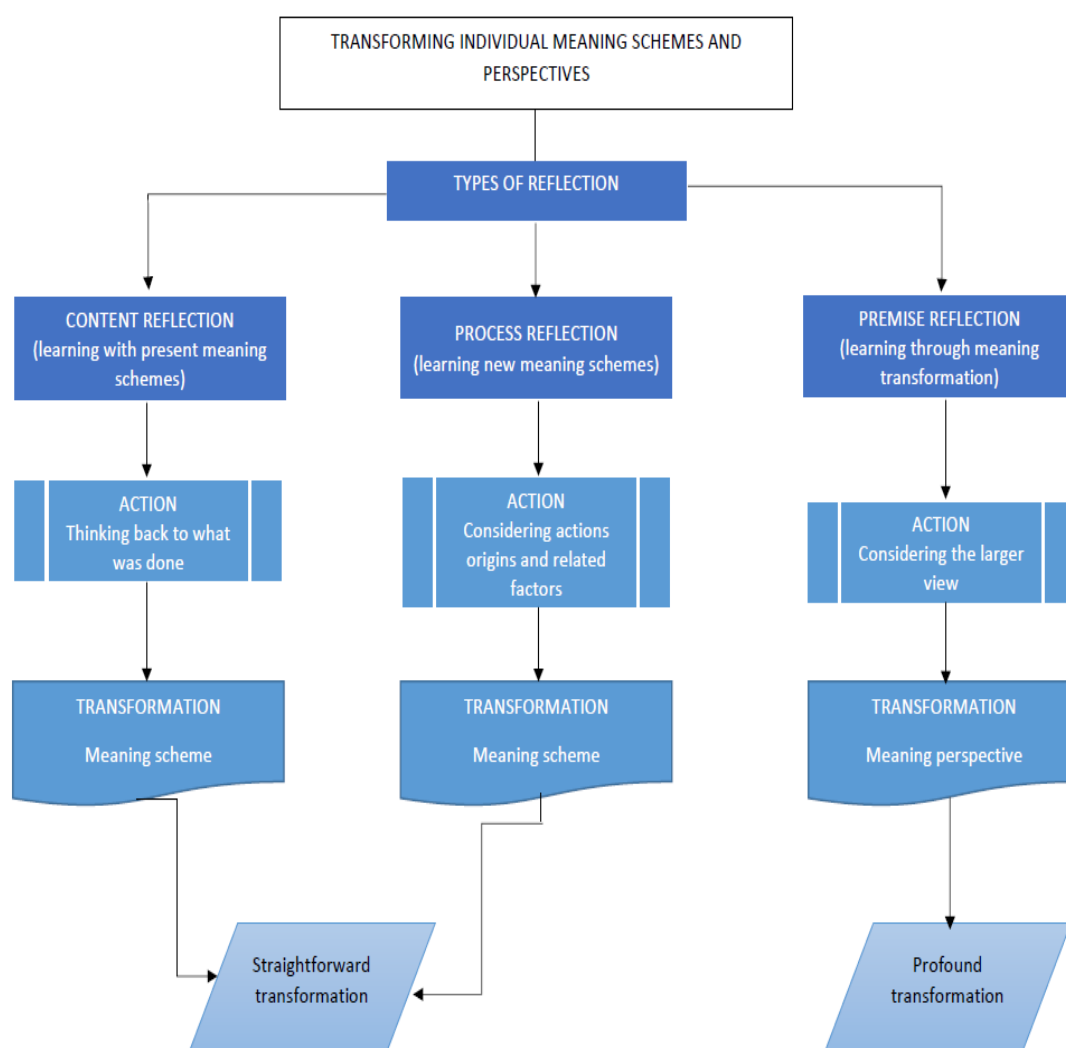 TRANSFORMING INDIVIDUAL MEANING SCHEMES AND
PERSPECTIVES
TYPES OF REFLECTION
CONTENT REFLECTION
(learning with present meaning
schemes)
PROCESS REFLECTION
(learning new meaning schemes)
PREMISE REFLECTION
(learning through meaning
transformation)
ACTION
Thinking back to what
was done
ACTION
Considering actions
origins and related
factors
ACTION
Considering the larger
view
TRANSFORMATION
Meaning scheme
TRANSFORMATION
Meaning scheme
TRANSFORMATION
Meaning perspective
Straightforward
transformation
Profound
transformation